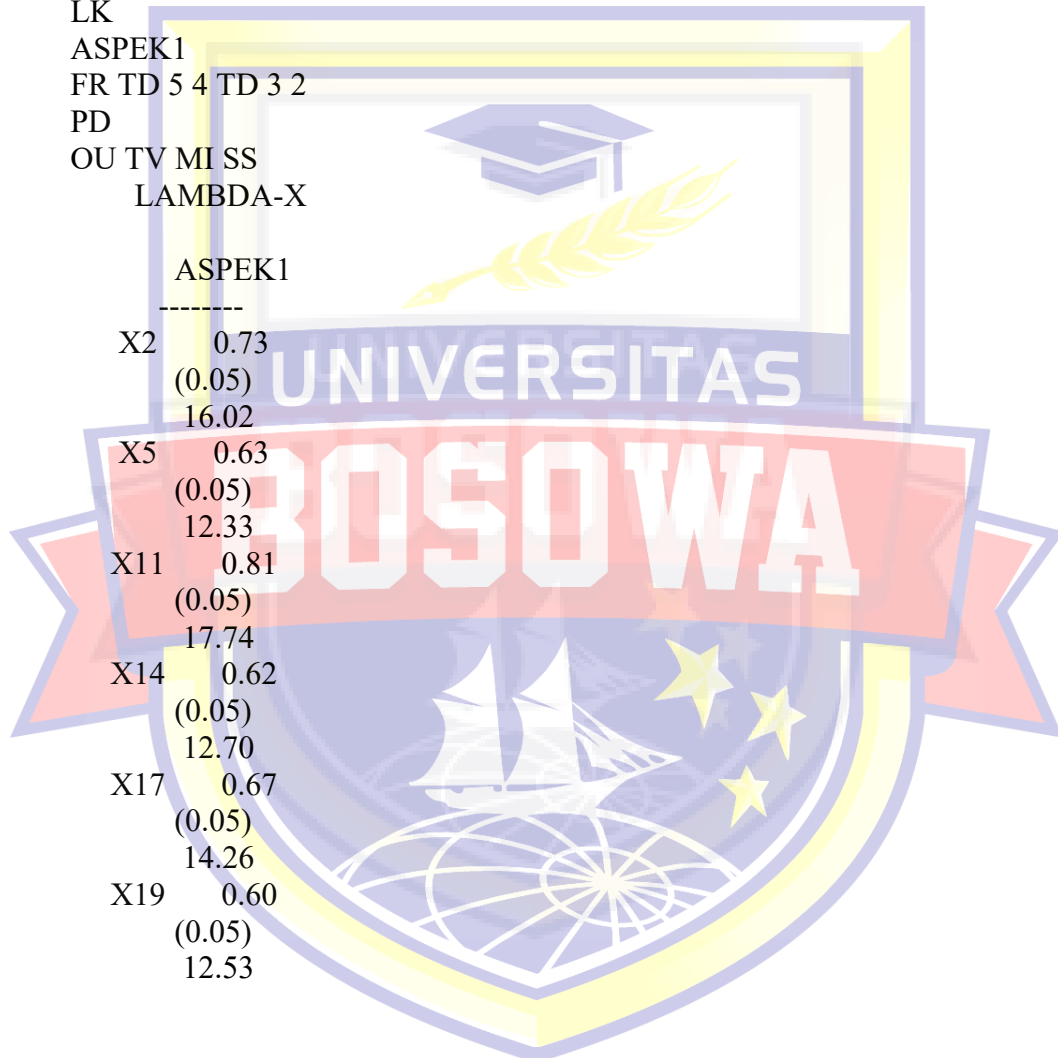 LK
ASPEK1
FR TD 5 4 TD 3 2
PD
OU TV MI SS
LAMBDA-X
ASPEK1
--------
X2 0.73
(0.05)
16.02
X5 0.63
(0.05)
12.33
X11 0.81
(0.05)
17.74
X14 0.62
(0.05)
12.70
X17 0.67
(0.05)
14.26
X19 0.60
(0.05)
12.53
UNIVERSITAS
BOSOWA